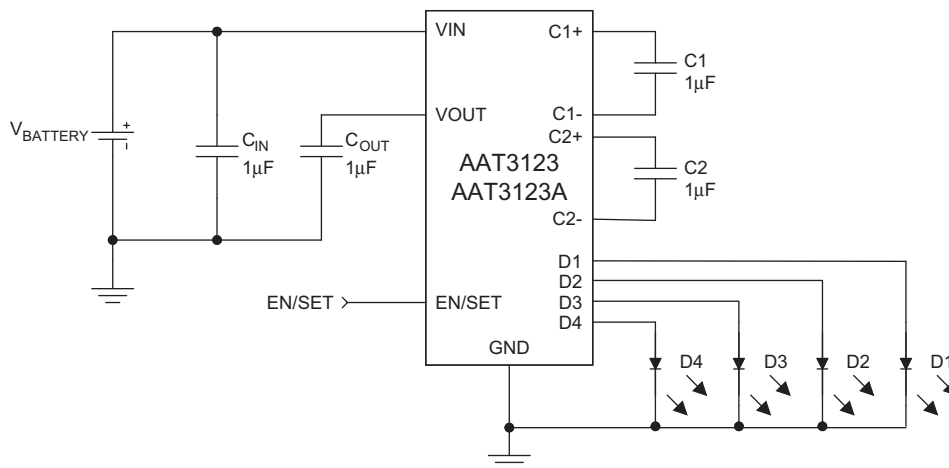 VIN
C1+
C1
1µF
VOUT
C1-
C2+
VBATTERY
+
-
CIN
1µF
COUT
1µF
AAT3123
AAT3123A
C2
1µF
C2-
D1
D2
EN/SET
EN/SET
D3
D4
GND
D4
D3
D2
D1